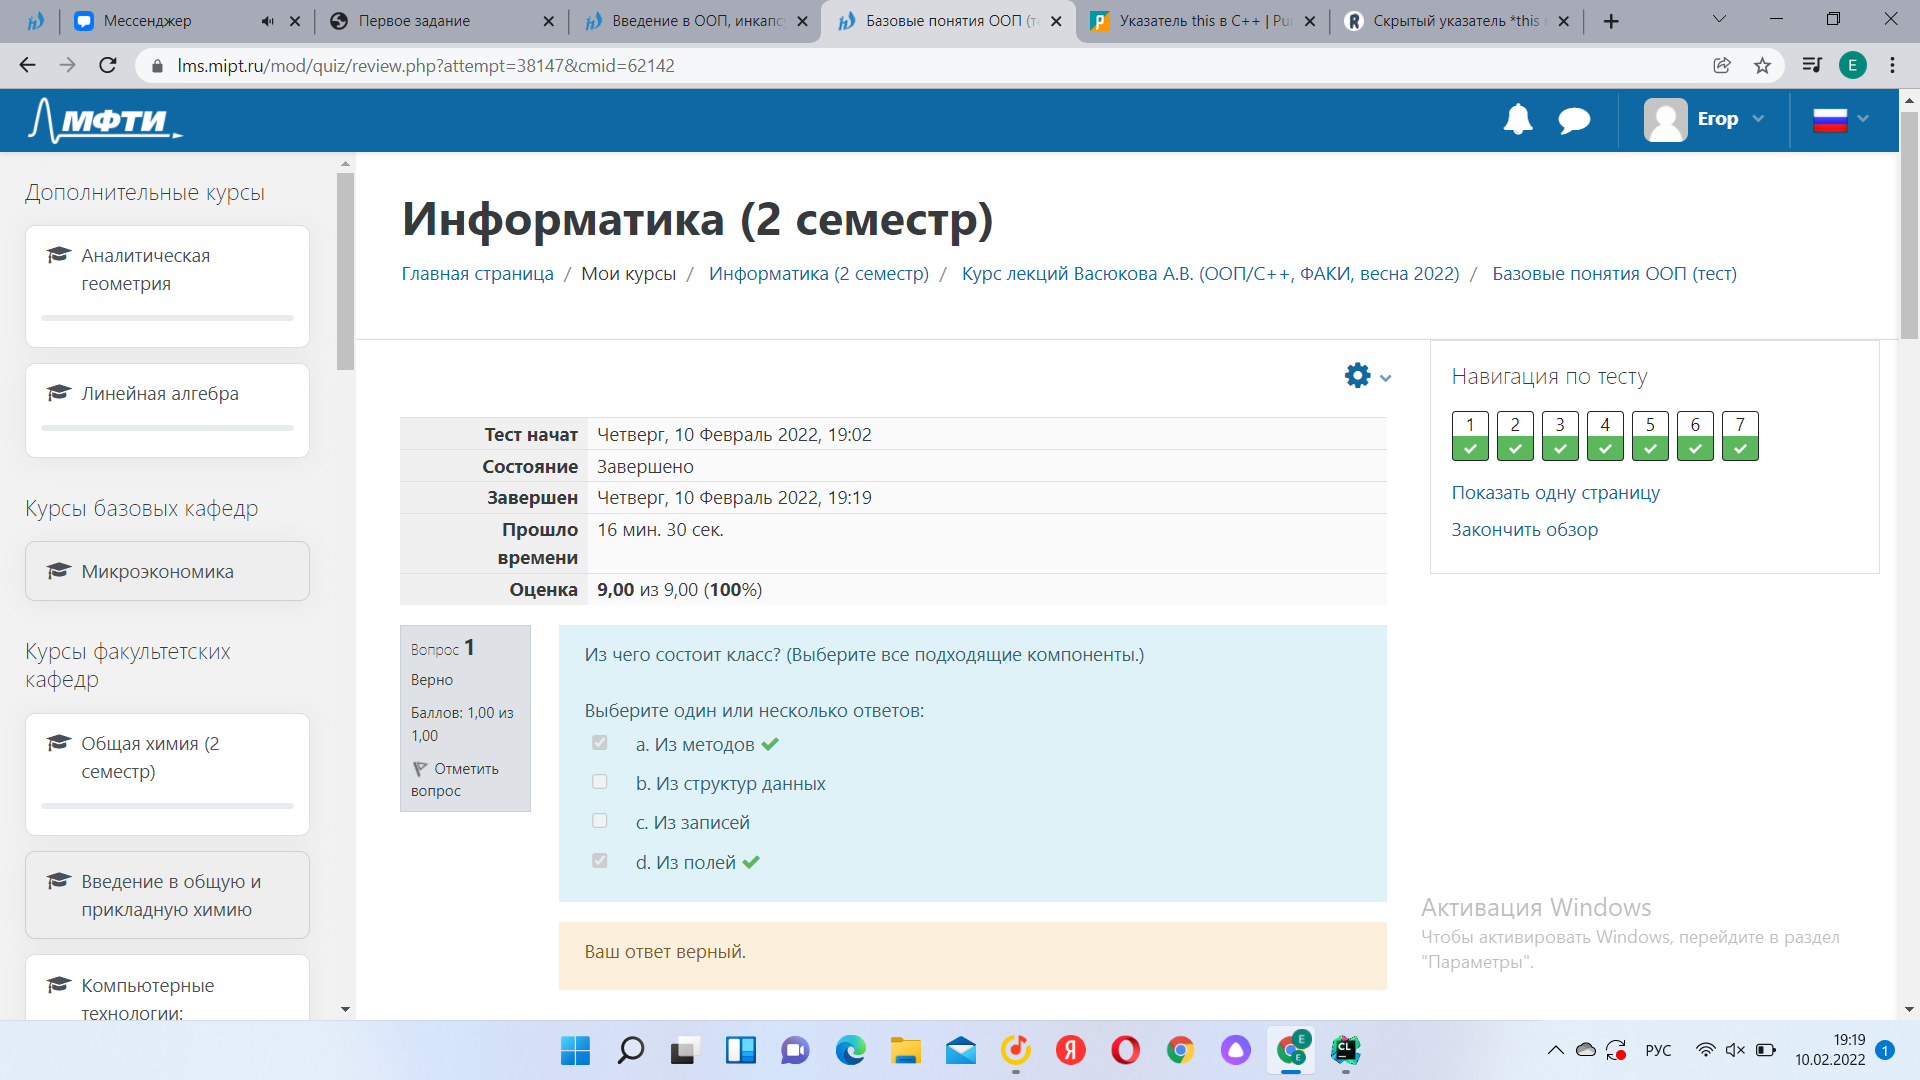 Мессенджер
Первое задание
Введение в ООП, инкапсу
Базовые понятия ООП (те
Указатель this в C++ | Pu
Скрытый указатель *this
lms.mipt.ru/mod/quiz/review.php?attempt=38147&cmid=62142
E
МФТИ
Егор
Дополнительные курсы
Аналитическая
геометрия
Линейная алгебра
Курсы базовых кафедр
Микроэкономика
Курсы факультетских
кафедр
Общая химия (2
семестр)
Введение в общую и
прикладную химию
Компьютерные
технологии:
Информатика (2 семестр)
Главная страница / Мои курсы / Информатика (2 семестр) / Курс лекций Васюкова А.В. (ООП/С++, ФАКИ, весна 2022) / Базовые понятия ООП (тест)
Тест начат Четверг, 10 Февраль 2022, 19:02
Состояние Завершено
Завершен Четверг, 10 Февраль 2022, 19:19
Прошло 16 мин. 30 сек.
времени
Оценка 9,00 из 9,00 (100%)
Вопрос 1
Верно
Баллов: 1,00 из
1,00
Отметить
вопрос
Из чего состоит класс? (Выберите все подходящие компоненты.)
Выберите один или несколько ответов:
a. Из методов
b. Из структур данных
c. Из записей
d. Из полей
Ваш ответ верный.
Навигация по тесту
1 2 3 4 5 6 7
Показать одну страницу
Закончить обзор
Активация Windows
Чтобы активировать Windows, перейдите в раздел
"Параметры".
Я
E
E
CL
РУС
19:19
10.02.2022
1